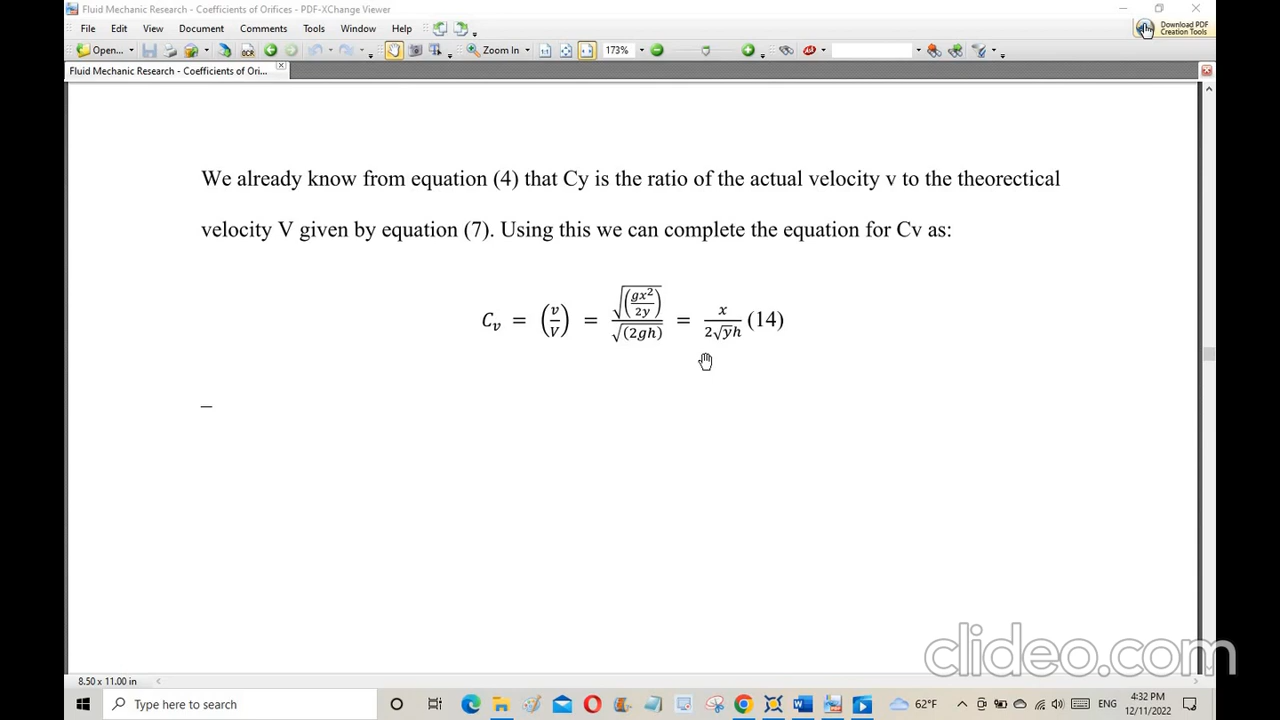 Fluid Mechanic Research - Coefficients of Orifices - PDF-XChange Viewer
File Edit View Document Comments Tools Window Help
Download PDF
Creation Tools
Open... Zoom In 173%
Fluid Mechanic Research - Coefficients of Ori...
We already know from equation (4) that Cy is the ratio of the actual velocity v to the theorectical
velocity V given by equation (7). Using this we can complete the equation for Cv as:
C_v = (v/V) = √(gx²/2y)/√(2gh) = x/2√yh (14)
_
clideo.com
8.50 x 11.00 in
Type here to search 62°F ENG 4:32 PM
12/11/2022